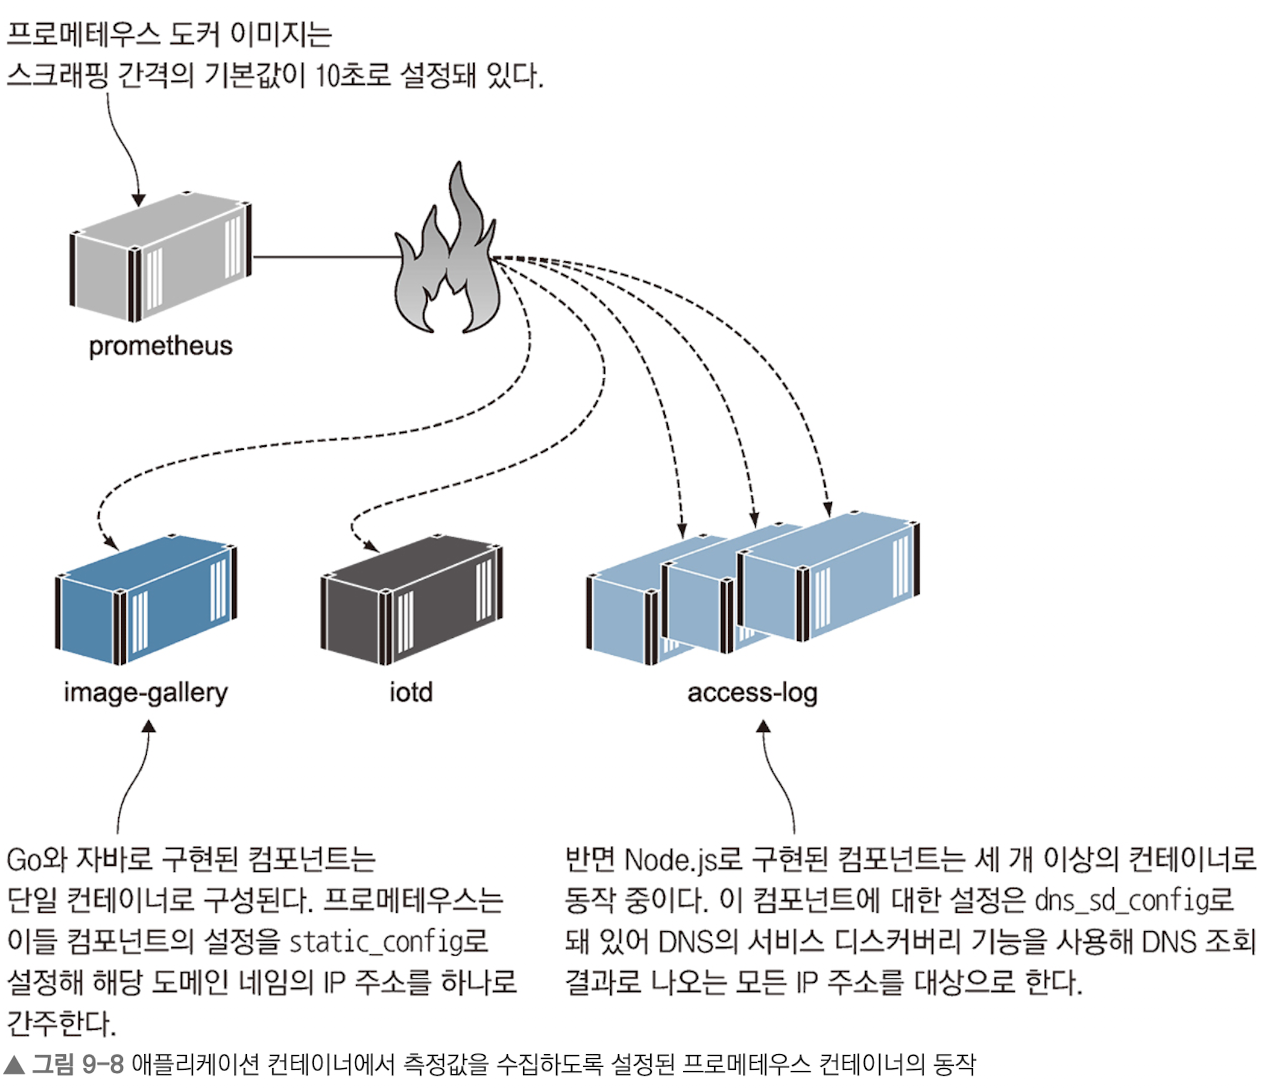 프로메테우스 도커 이미지는
스크래핑 간격의 기본값이 10초로 설정돼 있다.
prometheus
image-gallery
iotd
access-log
Go와 자바로 구현된 컴포넌트는
단일 컨테이너로 구성된다. 프로메테우스는
이들 컴포넌트의 설정을 static_config로
설정해 해당 도메인 네임의 IP 주소를 하나로
간주한다.
반면 Node.js로 구현된 컴포넌트는 세 개 이상의 컨테이너로
동작 중이다. 이 컴포넌트에 대한 설정은 dns_sd_config로
돼 있어 DNS의 서비스 디스커버리 기능을 사용해 DNS 조회
결과로 나오는 모든 IP 주소를 대상으로 한다.
▲ 그림 9-8 애플리케이션 컨테이너에서 측정값을 수집하도록 설정된 프로메테우스 컨테이너의 동작